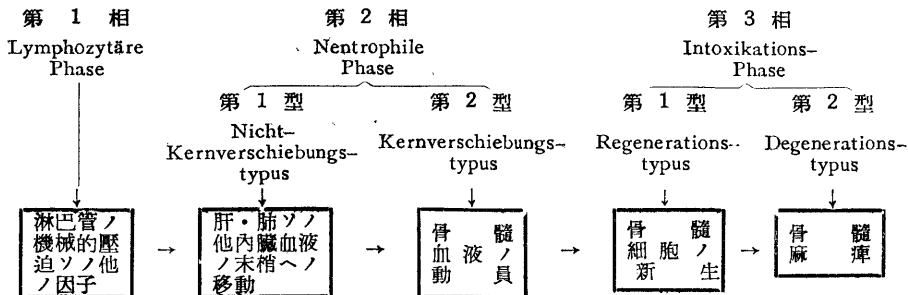 第 1 相
Lymphozytäre
Phase
第 2 相
Nentrophile
Phase
第 3 相
Intoxikations-
Phase
第 1 型
Nicht-
Kernverschiebungs-
typus
第 2 型
Kernverschiebungs-
typus
第 1 型
Regenerations-
typus
第 2 型
Degenerations-
typus
淋巴管ノ
機械的壓
迫ソノ他
ノ因子
肝・肺ソノ
他内臓血液
ノ末梢ヘノ
移動
骨髓
血液ノ
動員
骨髓
細胞ノ
新生
骨髓
麻痺